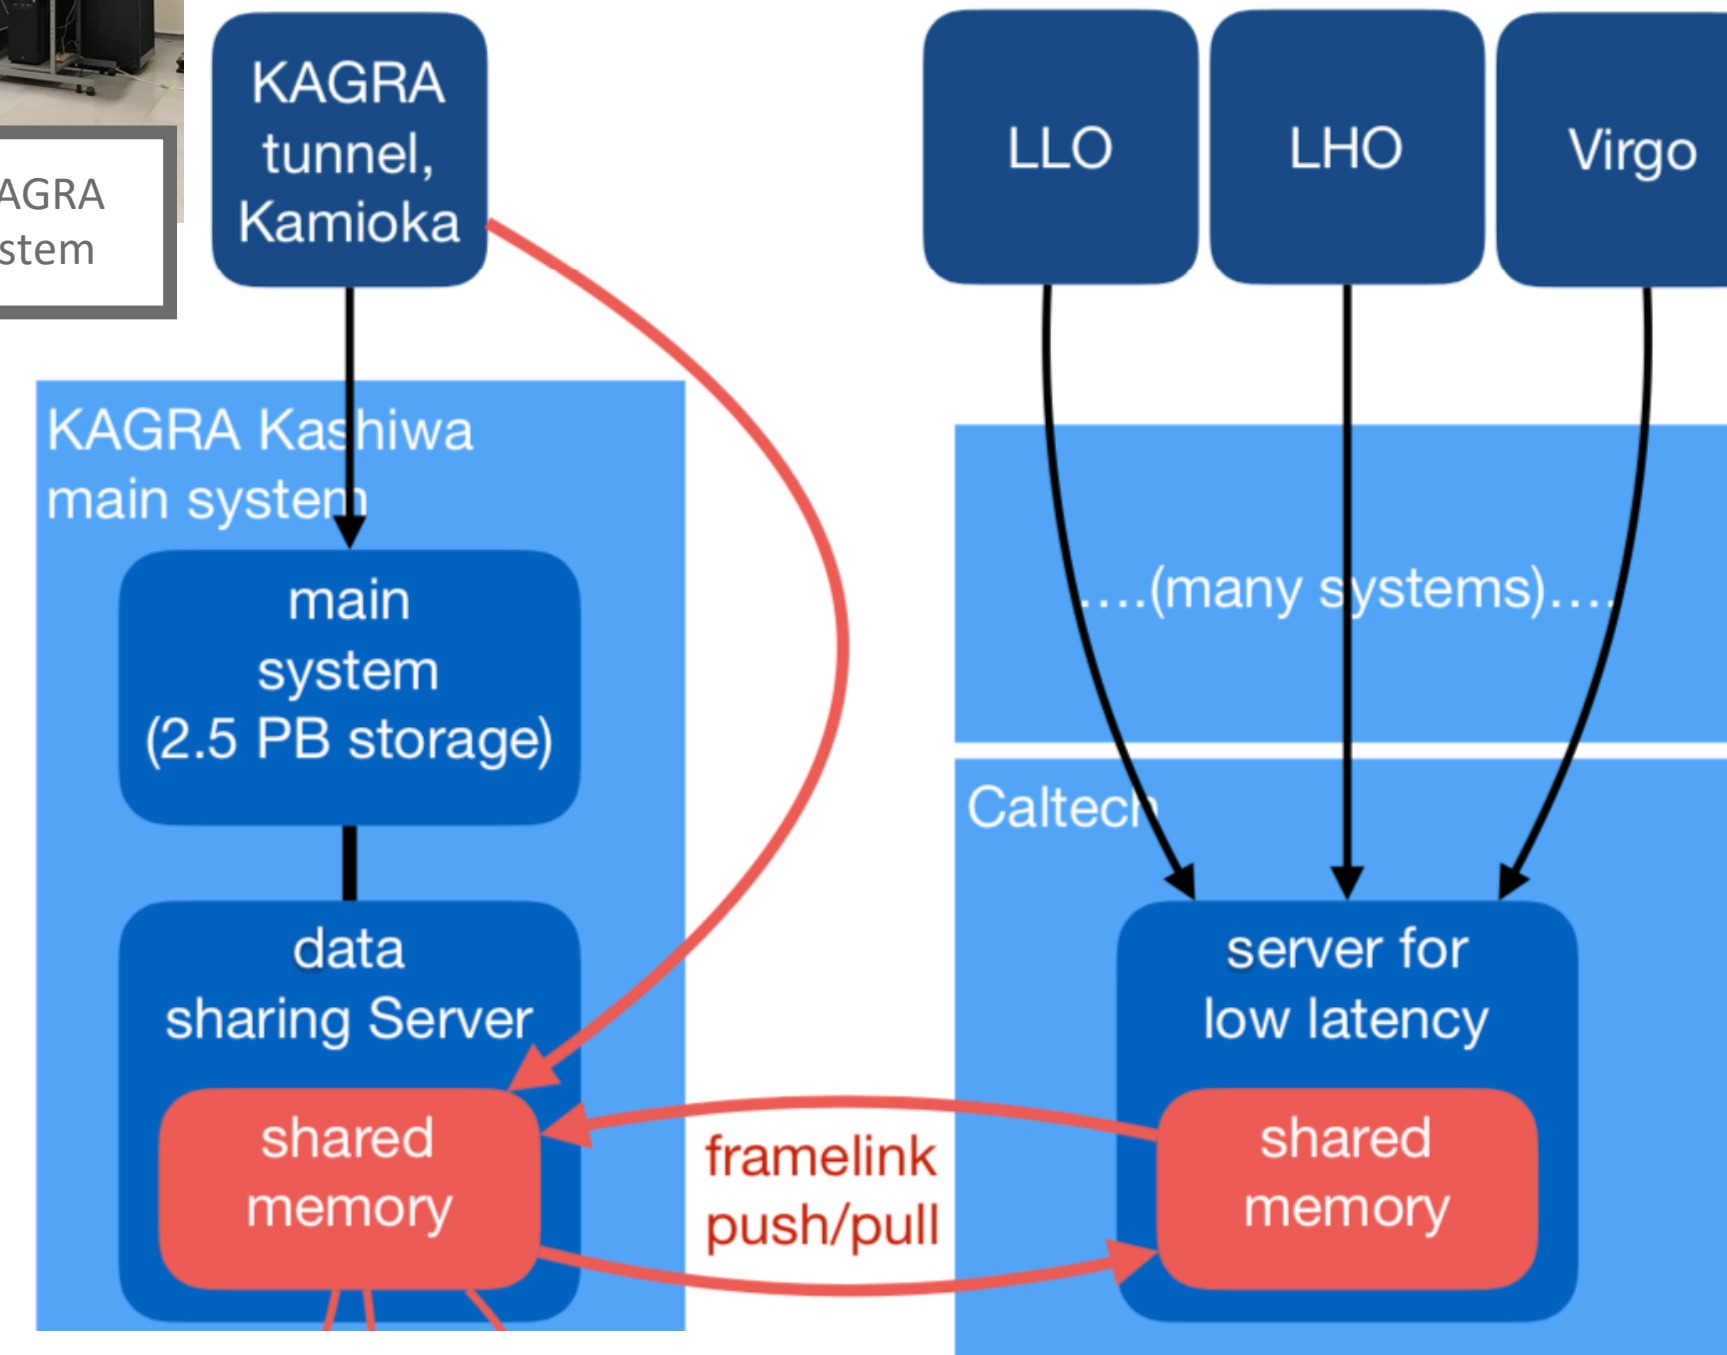 KAGRA
tunnel,
Kamioka
LLO
LHO
Virgo
AGRA
stem
KAGRA Kashiwa
main system
main
system
(2.5 PB storage)
data
sharing Server
shared
memory
framelink
push/pull
....(many systems)....
Caltech
server for
low latency
shared
memory